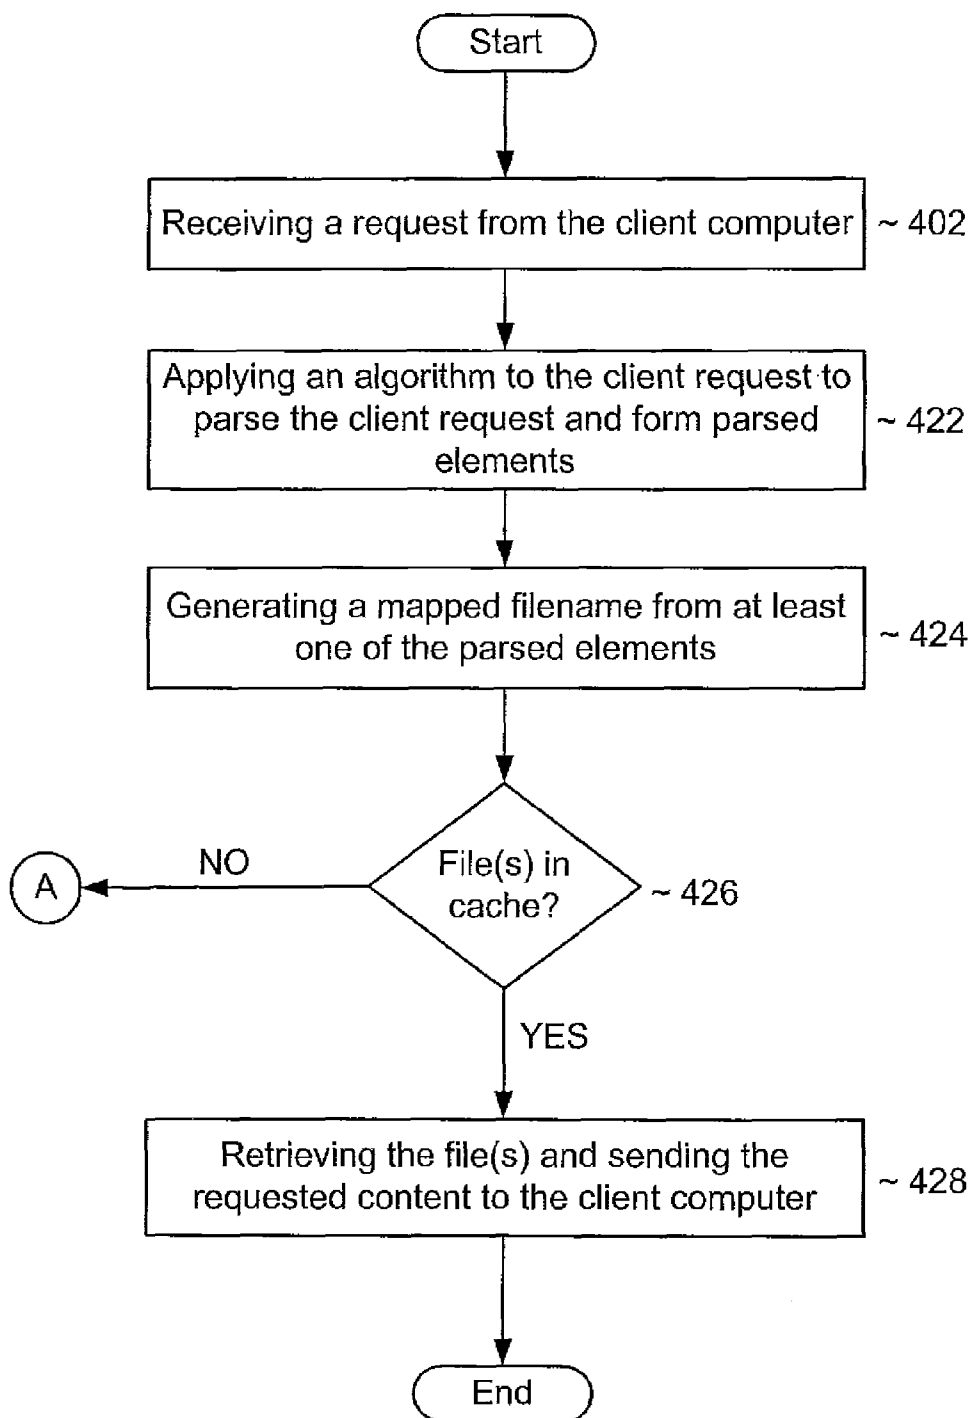 Start
Receiving a request from the client computer
~ 402
Applying an algorithm to the client request to
parse the client request and form parsed
elements
~ 422
Generating a mapped filename from at least
one of the parsed elements
~ 424
File(s) in
cache?
~ 426
NO
A
YES
Retrieving the file(s) and sending the
requested content to the client computer
~ 428
End